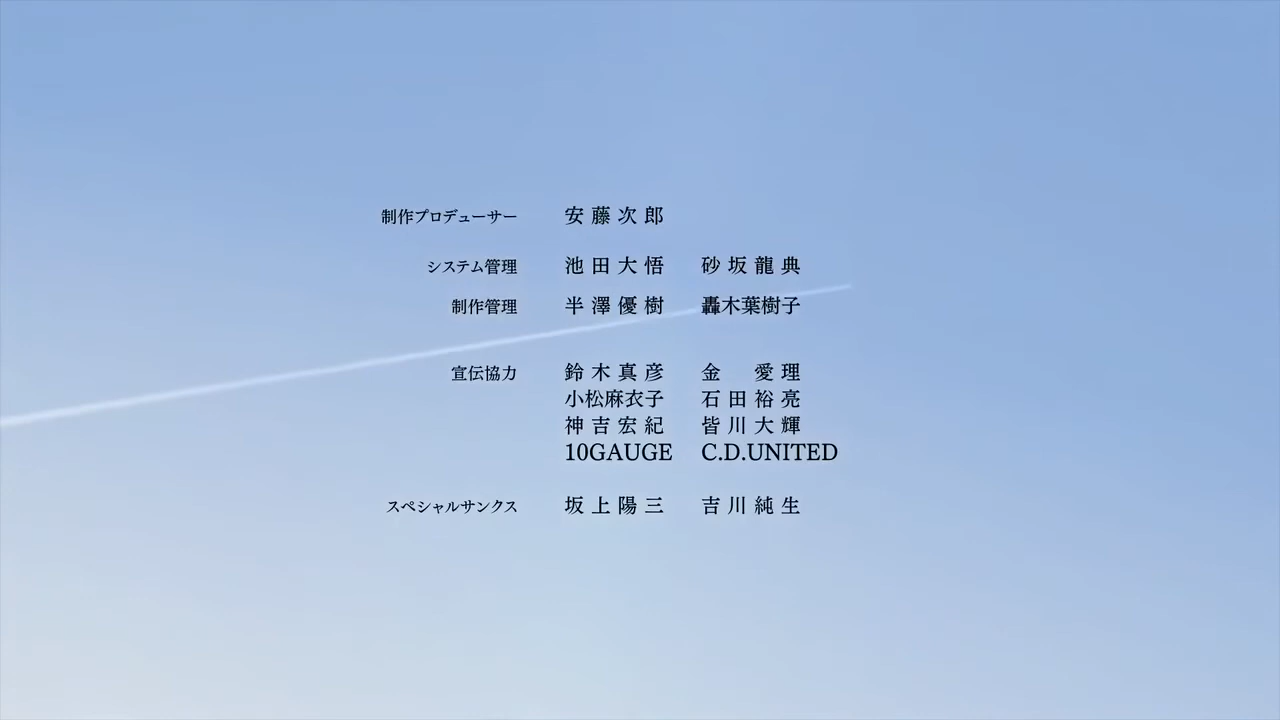 制作プロデューサー 安藤次郎
システム管理 池田大悟 砂坂龍典
制作管理 半澤優樹 轟木葉樹子
宣伝協力 鈴木真彦 金 愛理
小松麻衣子 石田裕亮
神吉宏紀 皆川大輝
10GAUGE C.D.UNITED
スペシャルサンクス 坂上陽三 吉川純生